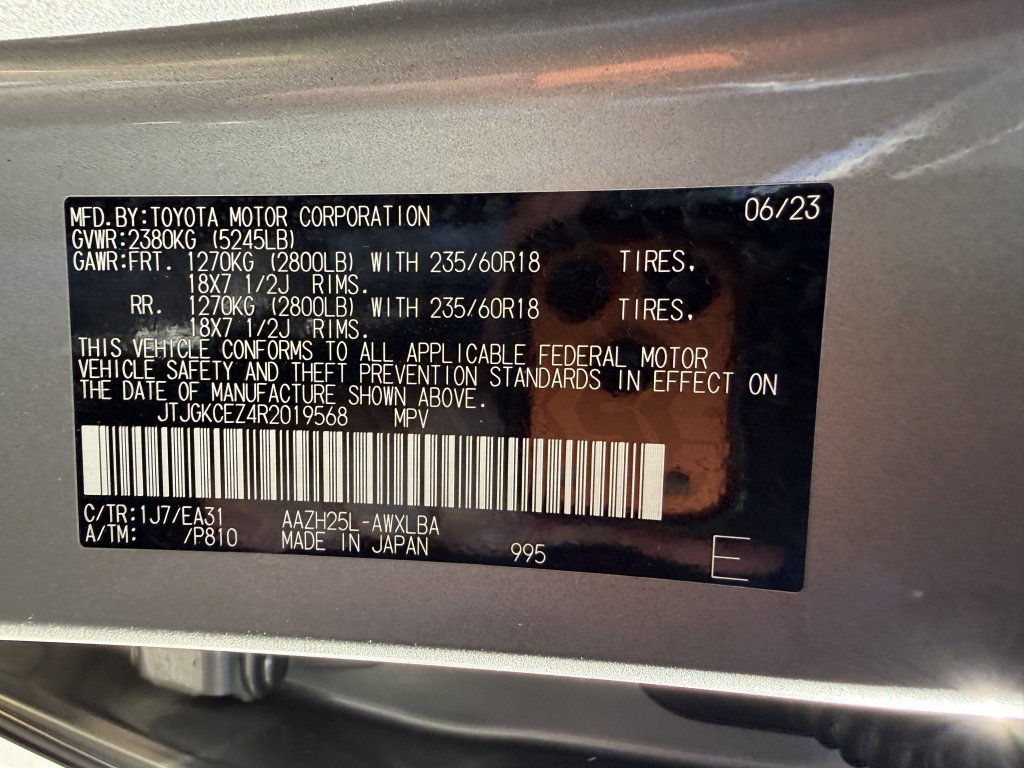 MFD.BY:TOYOTA MOTOR CORPORATION 06/23
GVWR:2380KG (5245LB)
GAWR:FRT. 1270KG (2800LB) WITH 235/60R18 TIRES,
18X7 1/2J RIMS.
RR. 1270KG (2800LB) WITH 235/60R18 TIRES,
18X7 1/2J RIMS.
THIS VEHICLE CONFORMS TO ALL APPLICABLE FEDERAL MOTOR
VEHICLE SAFETY AND THEFT PREVENTION STANDARDS IN EFFECT ON
THE DATE OF MANUFACTURE SHOWN ABOVE.
JTJGKCEZ4R2019568 MPV
C/TR:1J7/EA31 AAZH25L-AWXLBA
A/TM: /P810 MADE IN JAPAN 995 E